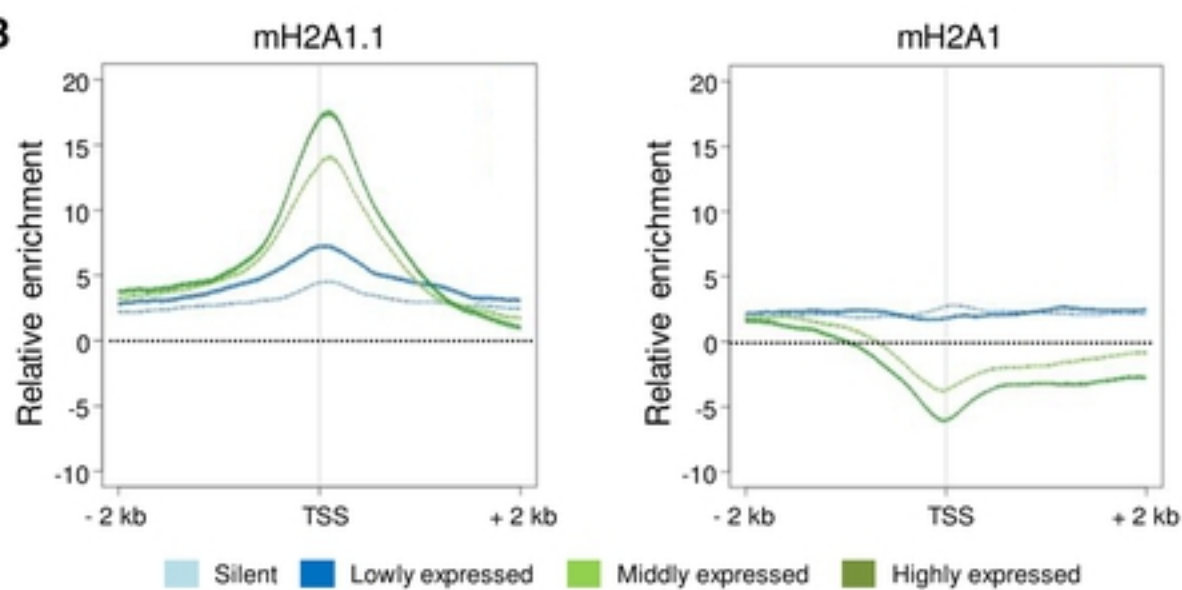 B
mH2A1.1
mH2A1
Relative enrichment
20
15
10
5
0
-5
-10
- 2 kb
TSS
+ 2 kb
Relative enrichment
20
15
10
5
0
-5
-10
- 2 kb
TSS
+ 2 kb
Silent
Lowly expressed
Middly expressed
Highly expressed